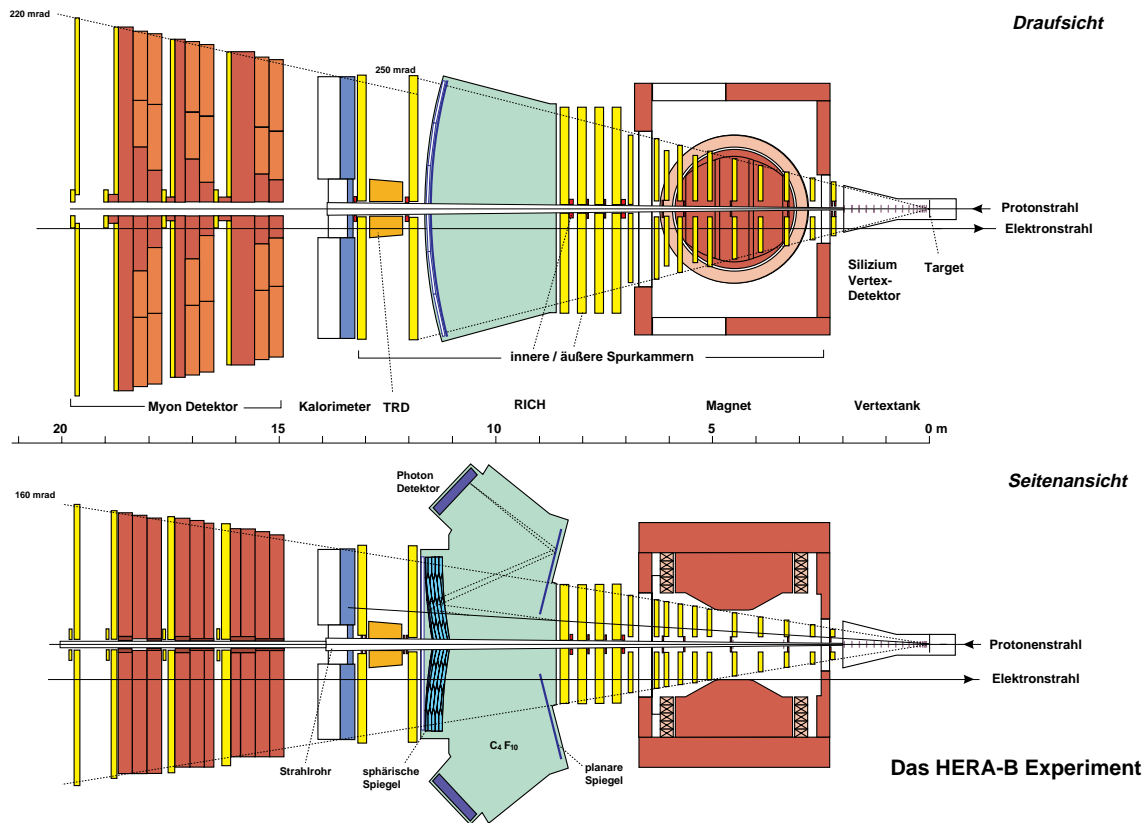 220 mrad
Draufsicht
250 mrad
Protonstrahl
Elektronstrahl
Silizium
Vertex-
Detektor
Target
innere / äußere Spurkammern
Myon Detektor
Kalorimeter
TRD
RICH
Magnet
Vertextank
20
15
10
5
0 m
Photon
Detektor
Seitenansicht
160 mrad
Protonenstrahl
Elektronstrahl
C4 F10
Strahlrohr
sphärische
Spiegel
planare
Spiegel
Das HERA-B Experiment